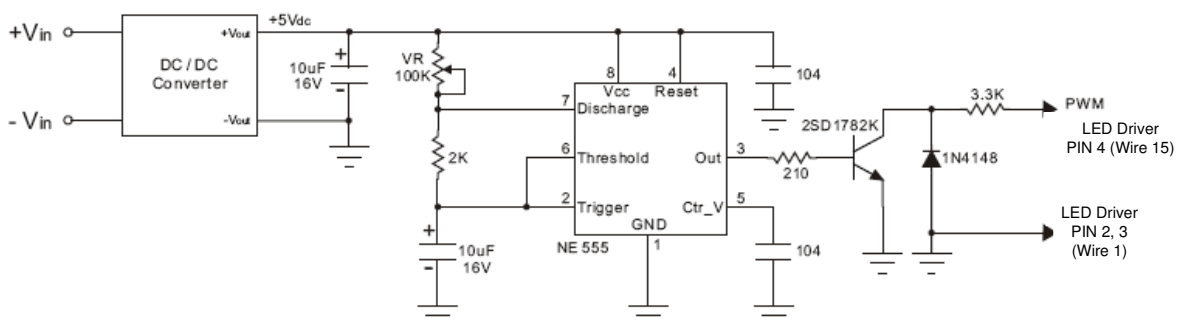 +Vin
-Vin
+Vout
DC / DC
Converter
-Vout
+5Vdc
10uF
16V
+
-
VR
100K
2K
+
10uF
16V
-
8
4
Vcc
Reset
7
Discharge
6
Threshold
2
Trigger
Out
3
Ctr_V
5
GND
1
NE 555
104
104
210
2SD1782K
1N4148
3.3K
PWM
LED Driver
PIN 4 (Wire 15)
LED Driver
PIN 2, 3
(Wire 1)